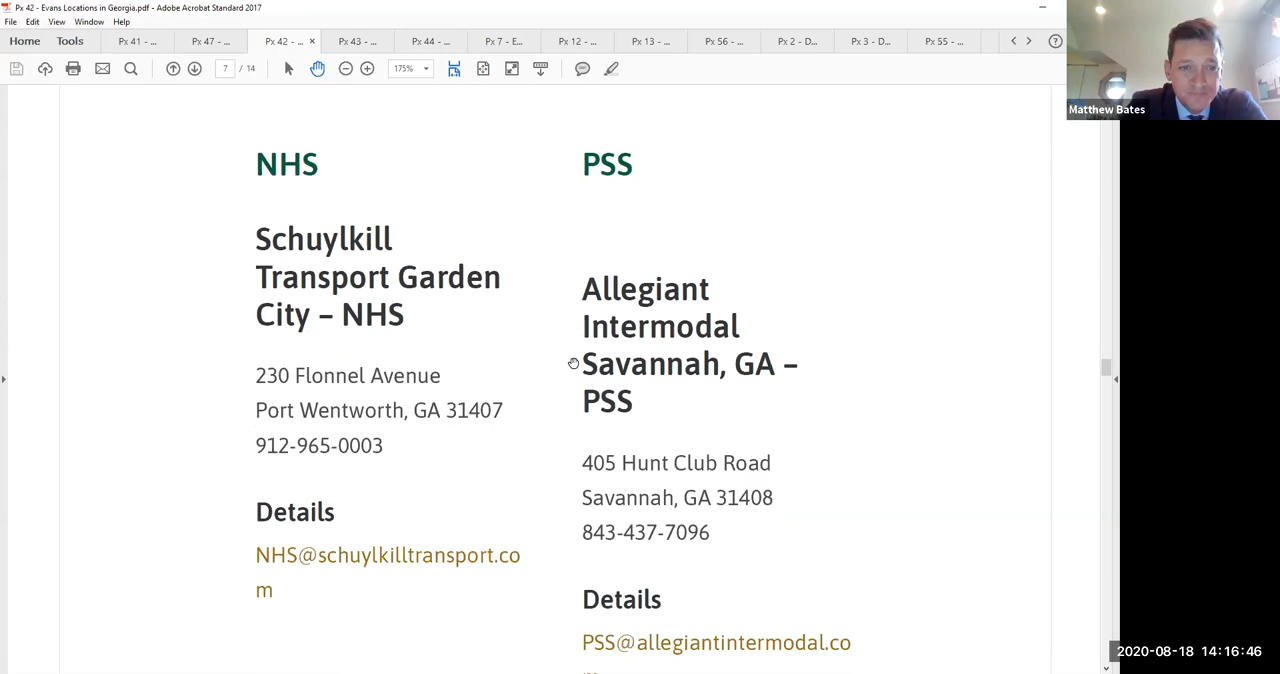 Px 42 - Evans Locations in Georgia.pdf - Adobe Acrobat Standard 2017
File Edit View Window Help
Home Tools Px 41 - ... Px 47 - ... Px 42 - ... × Px 43 - ... Px 44 - ... Px 7 - E... Px 12 - ... Px 13 - ... Px 56 - ... Px 2 - D... Px 3 - D... Px 55 - ...
7 / 14 175%
Matthew Bates
NHS
Schuylkill
Transport Garden
City – NHS
230 Flonnel Avenue
Port Wentworth, GA 31407
912-965-0003
Details
NHS@schuylkilltransport.co
m
PSS
Allegiant
Intermodal
Savannah, GA –
PSS
405 Hunt Club Road
Savannah, GA 31408
843-437-7096
Details
PSS@allegiantintermodal.co
2020-08-18 14:16:46